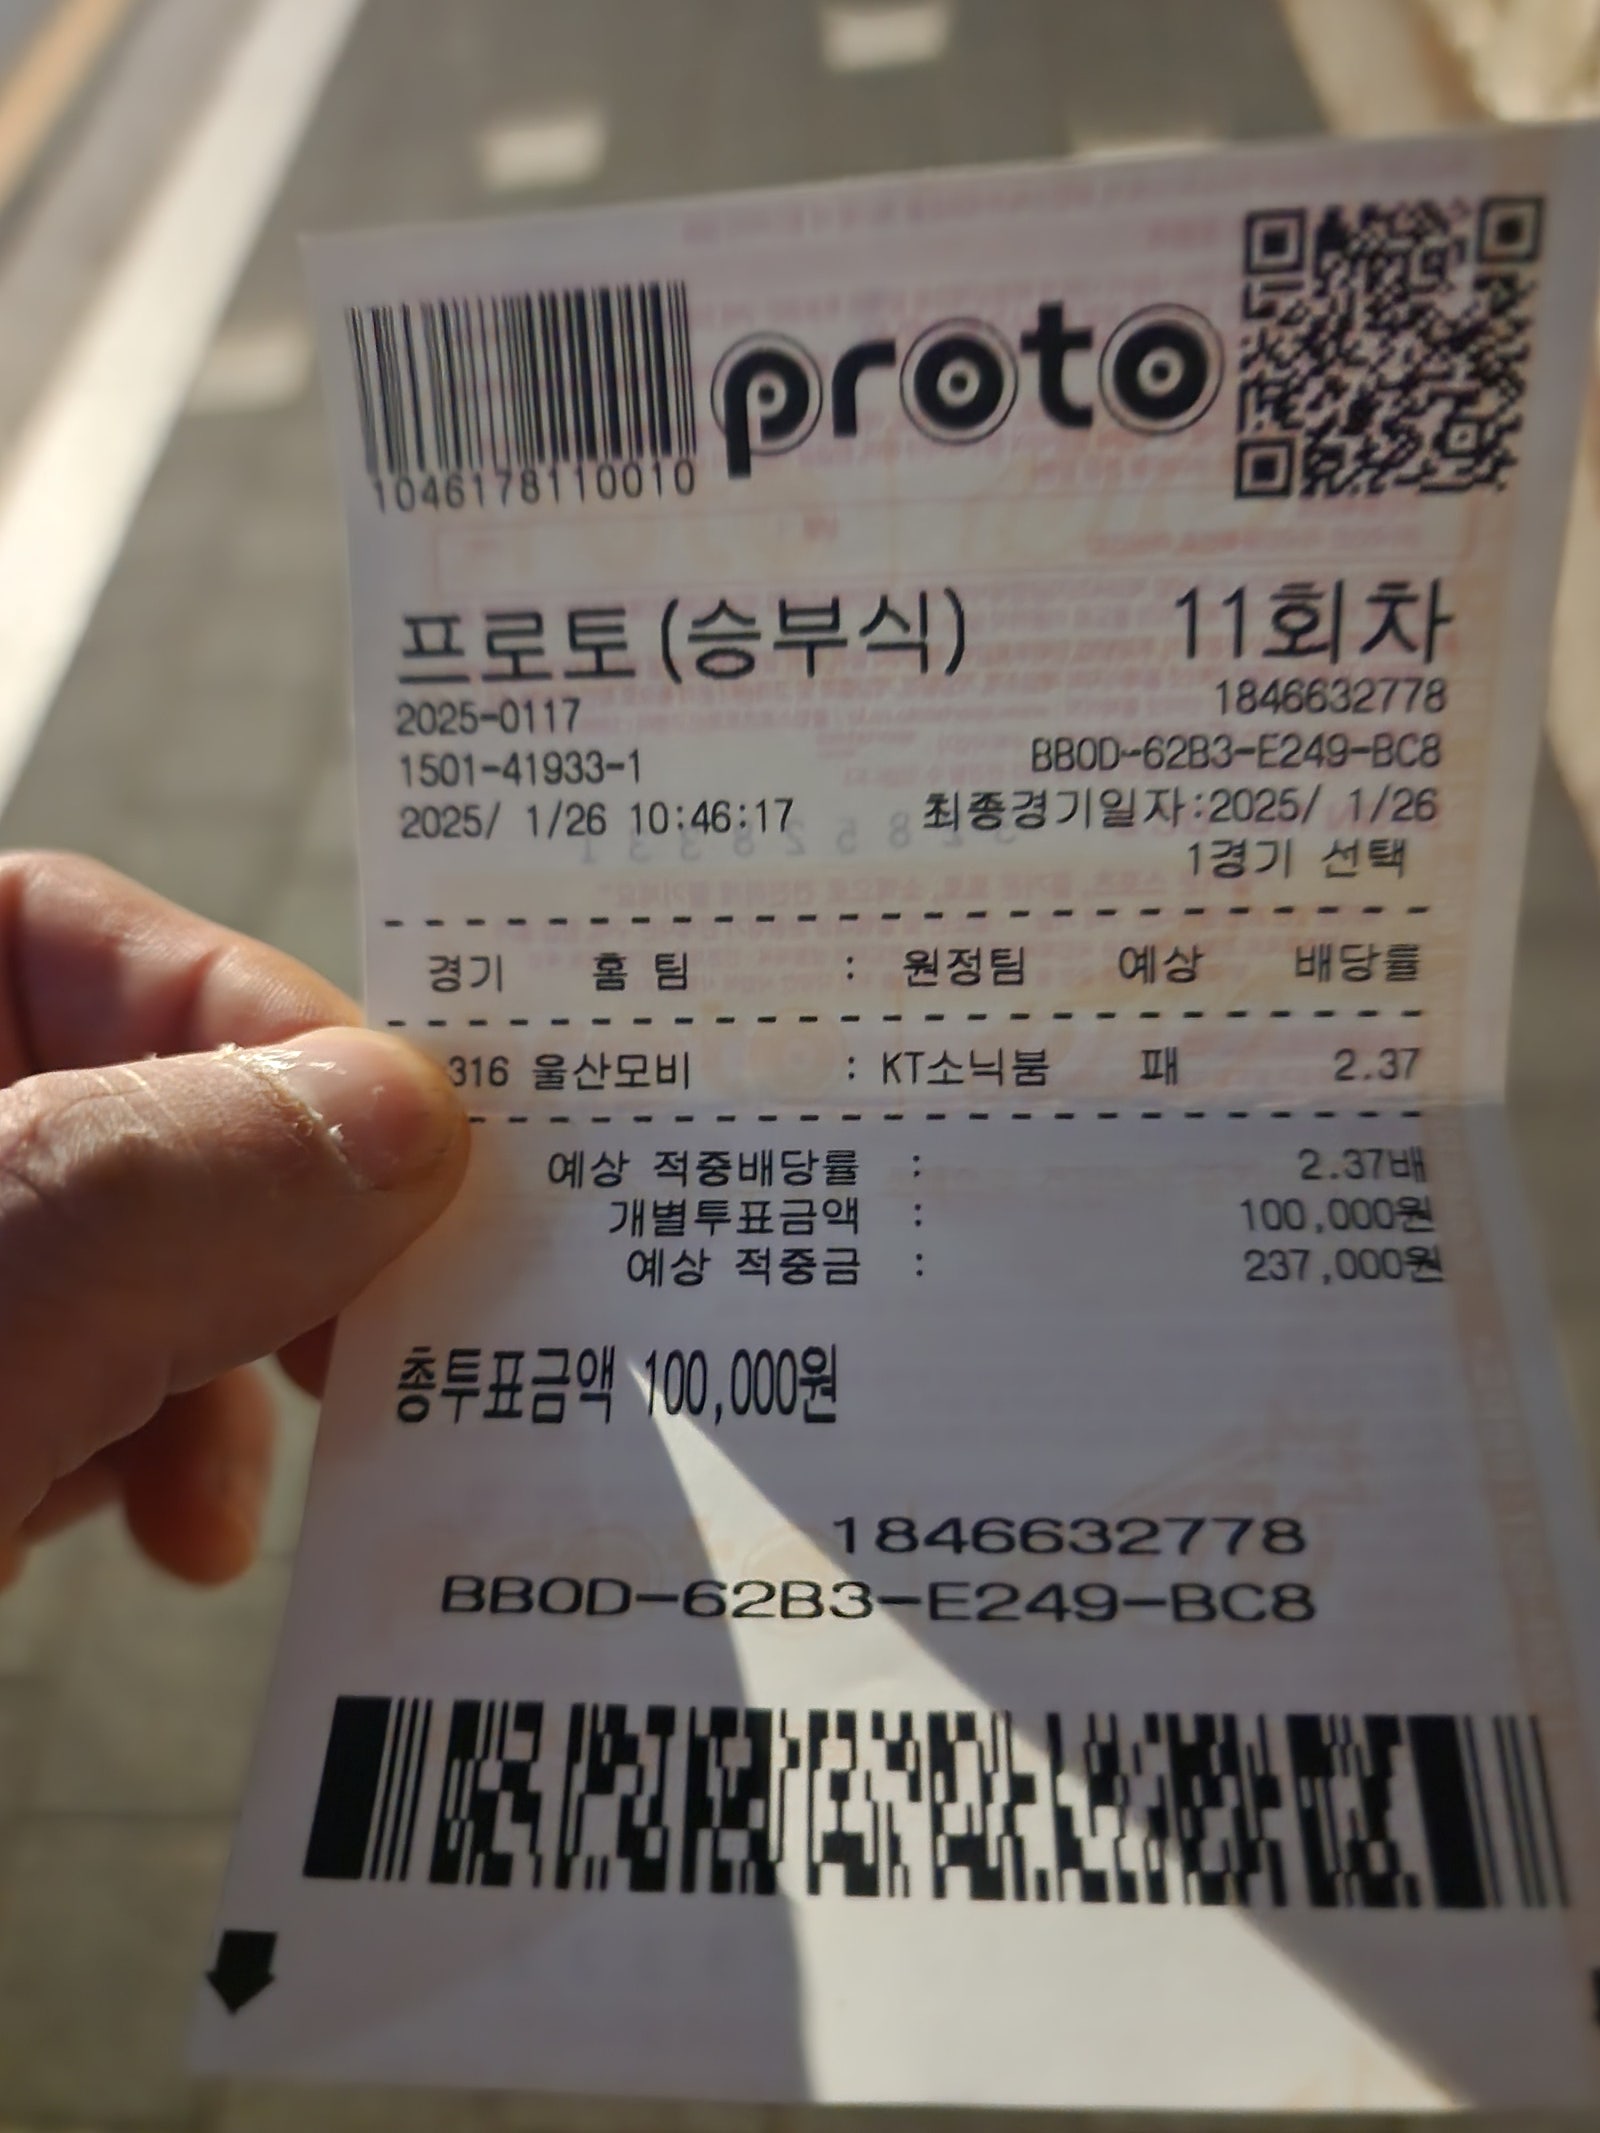 proto
1046178110010
프로토(승부식) 11회차
2025-0117 1846632778
1501-41933-1 BB0D-62B3-E249-BC8
2025/ 1/26 10:46:17 최종경기일자:2025/ 1/26
1경기 선택
경기 홈 팀 : 원정팀 예상 배당률
316 울산모비 : KT소닉붐 패 2.37
예상 적중배당률 : 2.37배
개별투표금액 : 100,000원
예상 적중금 : 237,000원
총투표금액 100,000원
1846632778
BB0D-62B3-E249-BC8